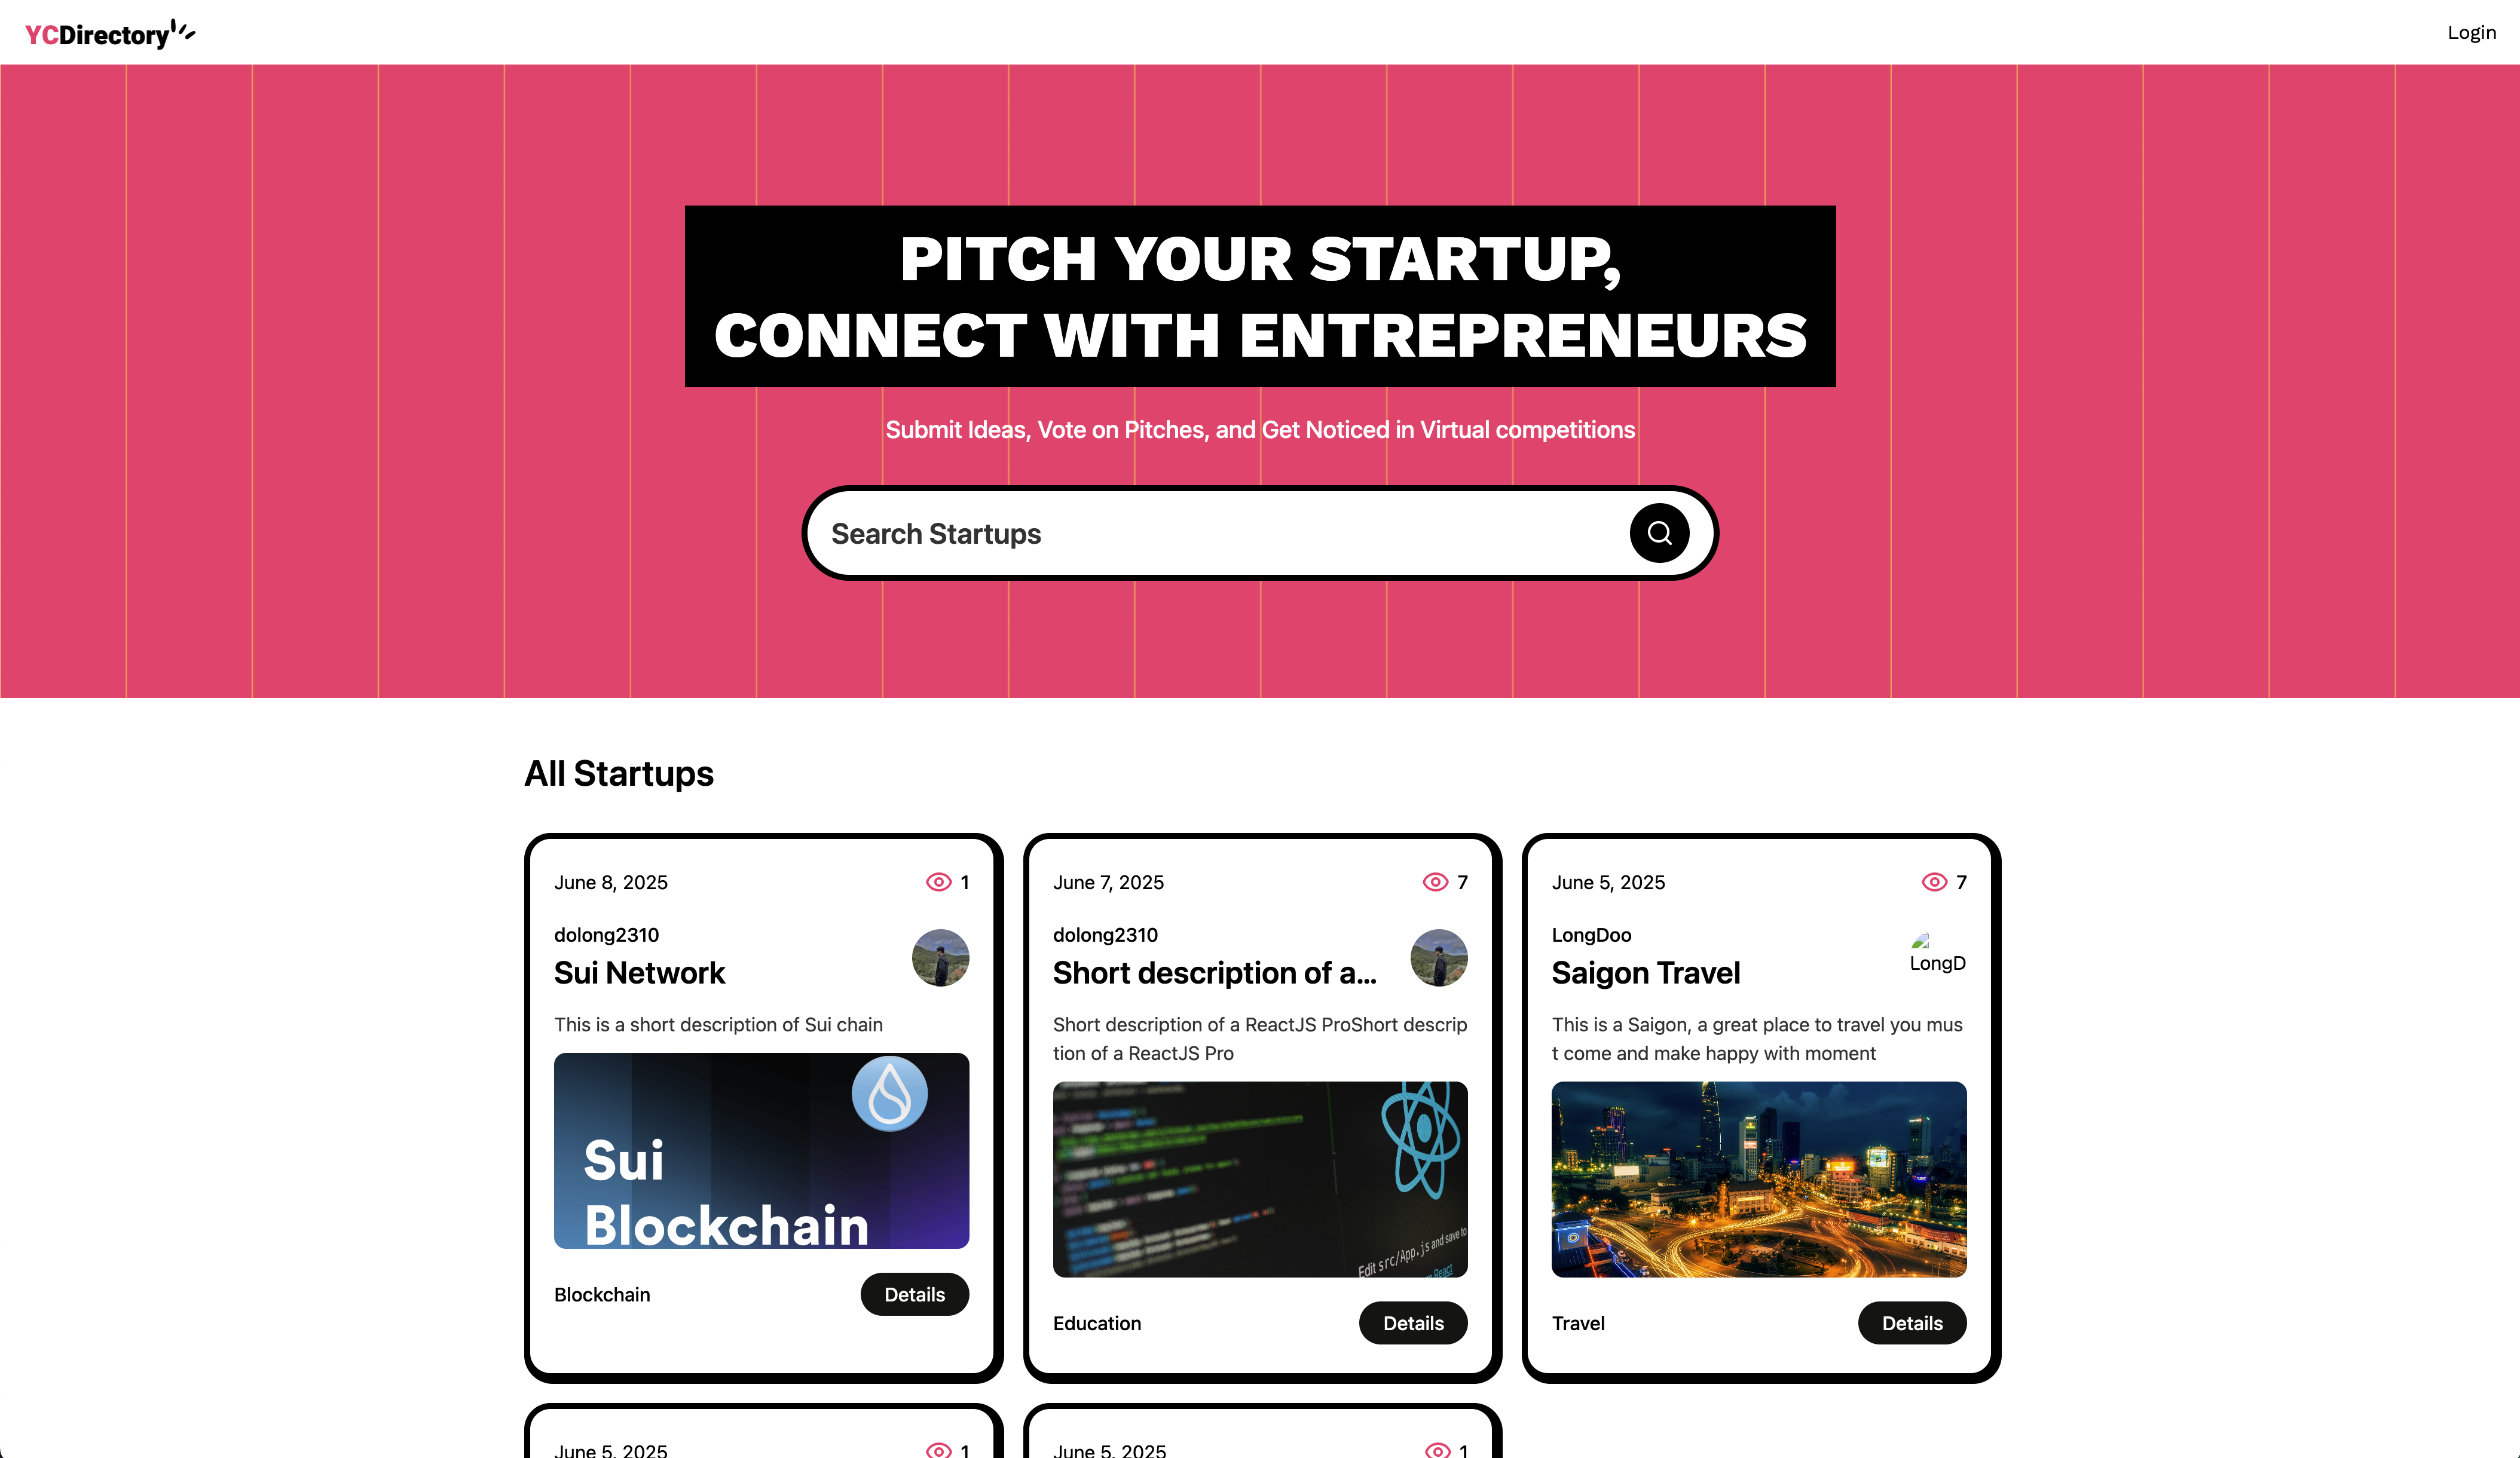 YCDirectory
Login
PITCH YOUR STARTUP,
CONNECT WITH ENTREPRENEURS
Submit Ideas, Vote on Pitches, and Get Noticed in Virtual competitions
Search Startups
All Startups
June 8, 2025
1
dolong2310
Sui Network
This is a short description of Sui chain
Sui
Blockchain
Blockchain
Details
June 7, 2025
7
dolong2310
Short description of a...
Short description of a ReactJS ProShort descrip
tion of a ReactJS Pro
Edit src/App.js and save to
React
Education
Details
June 5, 2025
7
LongDoo
LongD
Saigon Travel
This is a Saigon, a great place to travel you mus
t come and make happy with moment
Travel
Details
June 5, 2025
1
June 5, 2025
1